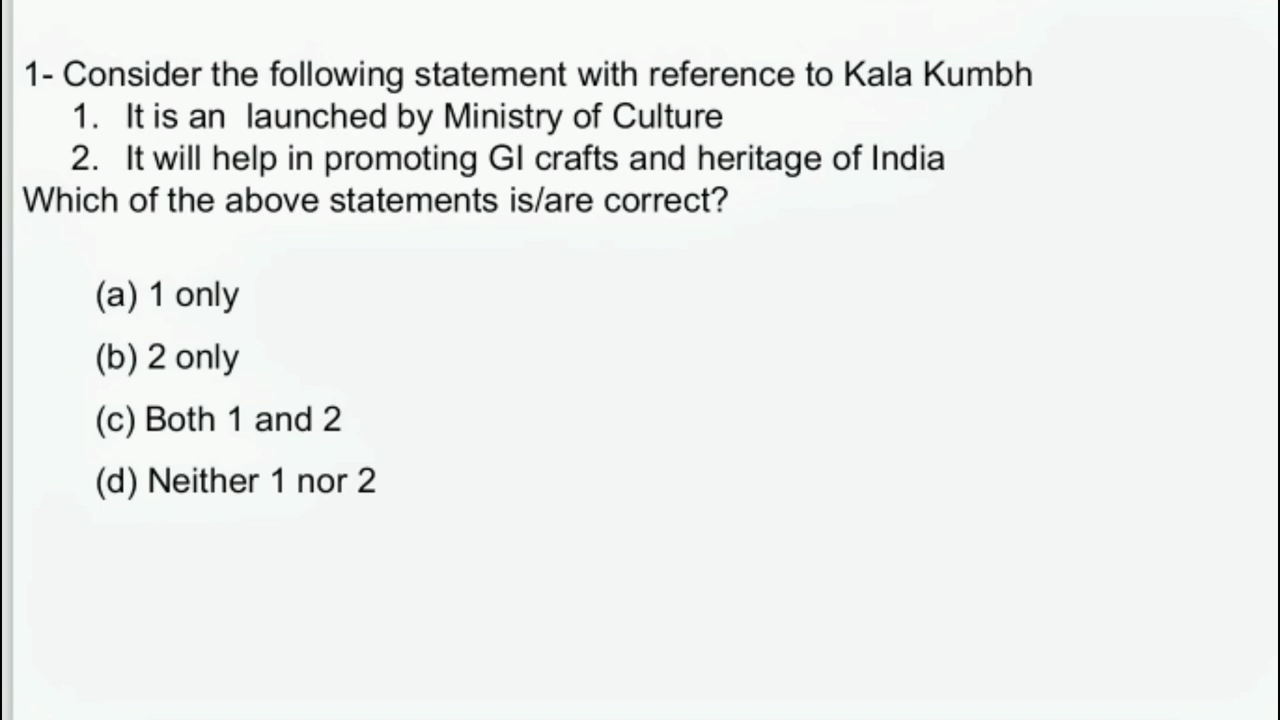 1- Consider the following statement with reference to Kala Kumbh
1. It is an launched by Ministry of Culture
2. It will help in promoting GI crafts and heritage of India
Which of the above statements is/are correct?
(a) 1 only
(b) 2 only
(c) Both 1 and 2
(d) Neither 1 nor 2